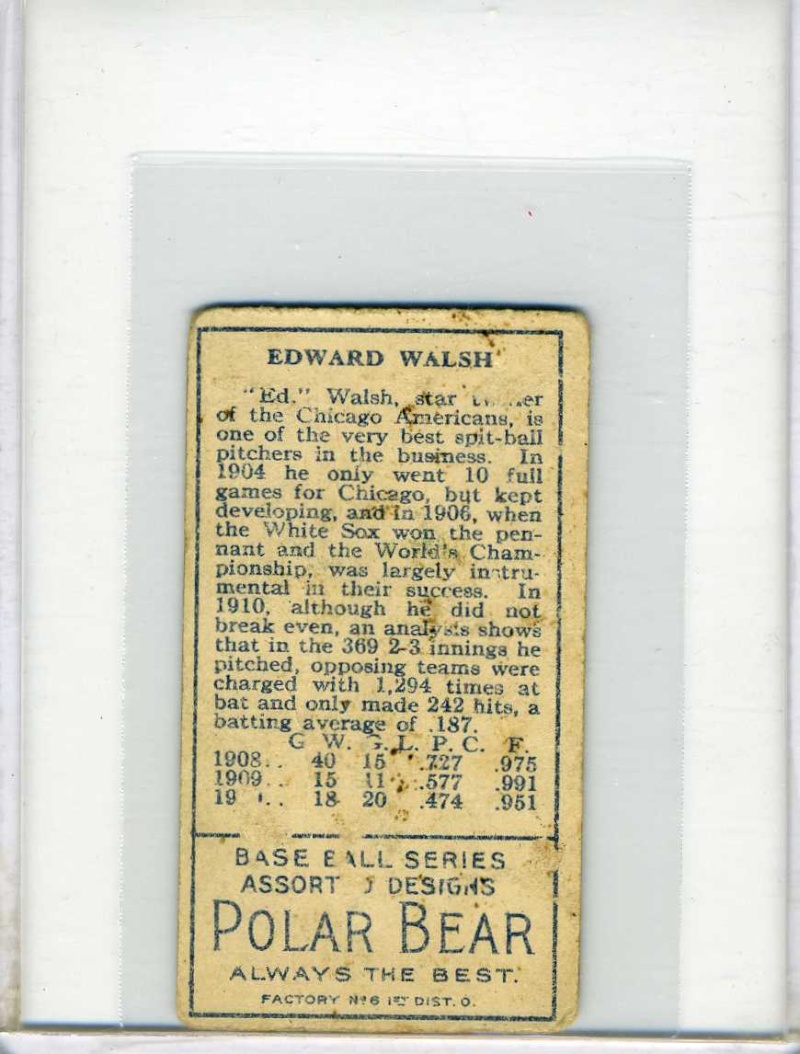 EDWARD WALSH
"Ed." Walsh, star
of the Chicago Americans, is
one of the very best spit-ball
pitchers in the business. In
1904 he only went 10 full
games for Chicago, but kept
developing, and in 1906, when
the White Sox won the pen-
nant and the World's Cham-
pionship, was largely instru-
mental in their success. In
1910, although he did not
break even, an analysis shows
that in the 369 2-3 innings he
pitched, opposing teams were
charged with 1,294 times at
bat and only made 242 hits, a
batting average of .187.
G. W. G. L. P. C. F.
1908.. 40 15 .727 .975
1909.. 15 11 .577 .991
18 20 .474 .951
BASE BALL SERIES
ASSORTED DESIGNS
POLAR BEAR
ALWAYS THE BEST.
FACTORY Nº 6 1ST DIST. O.